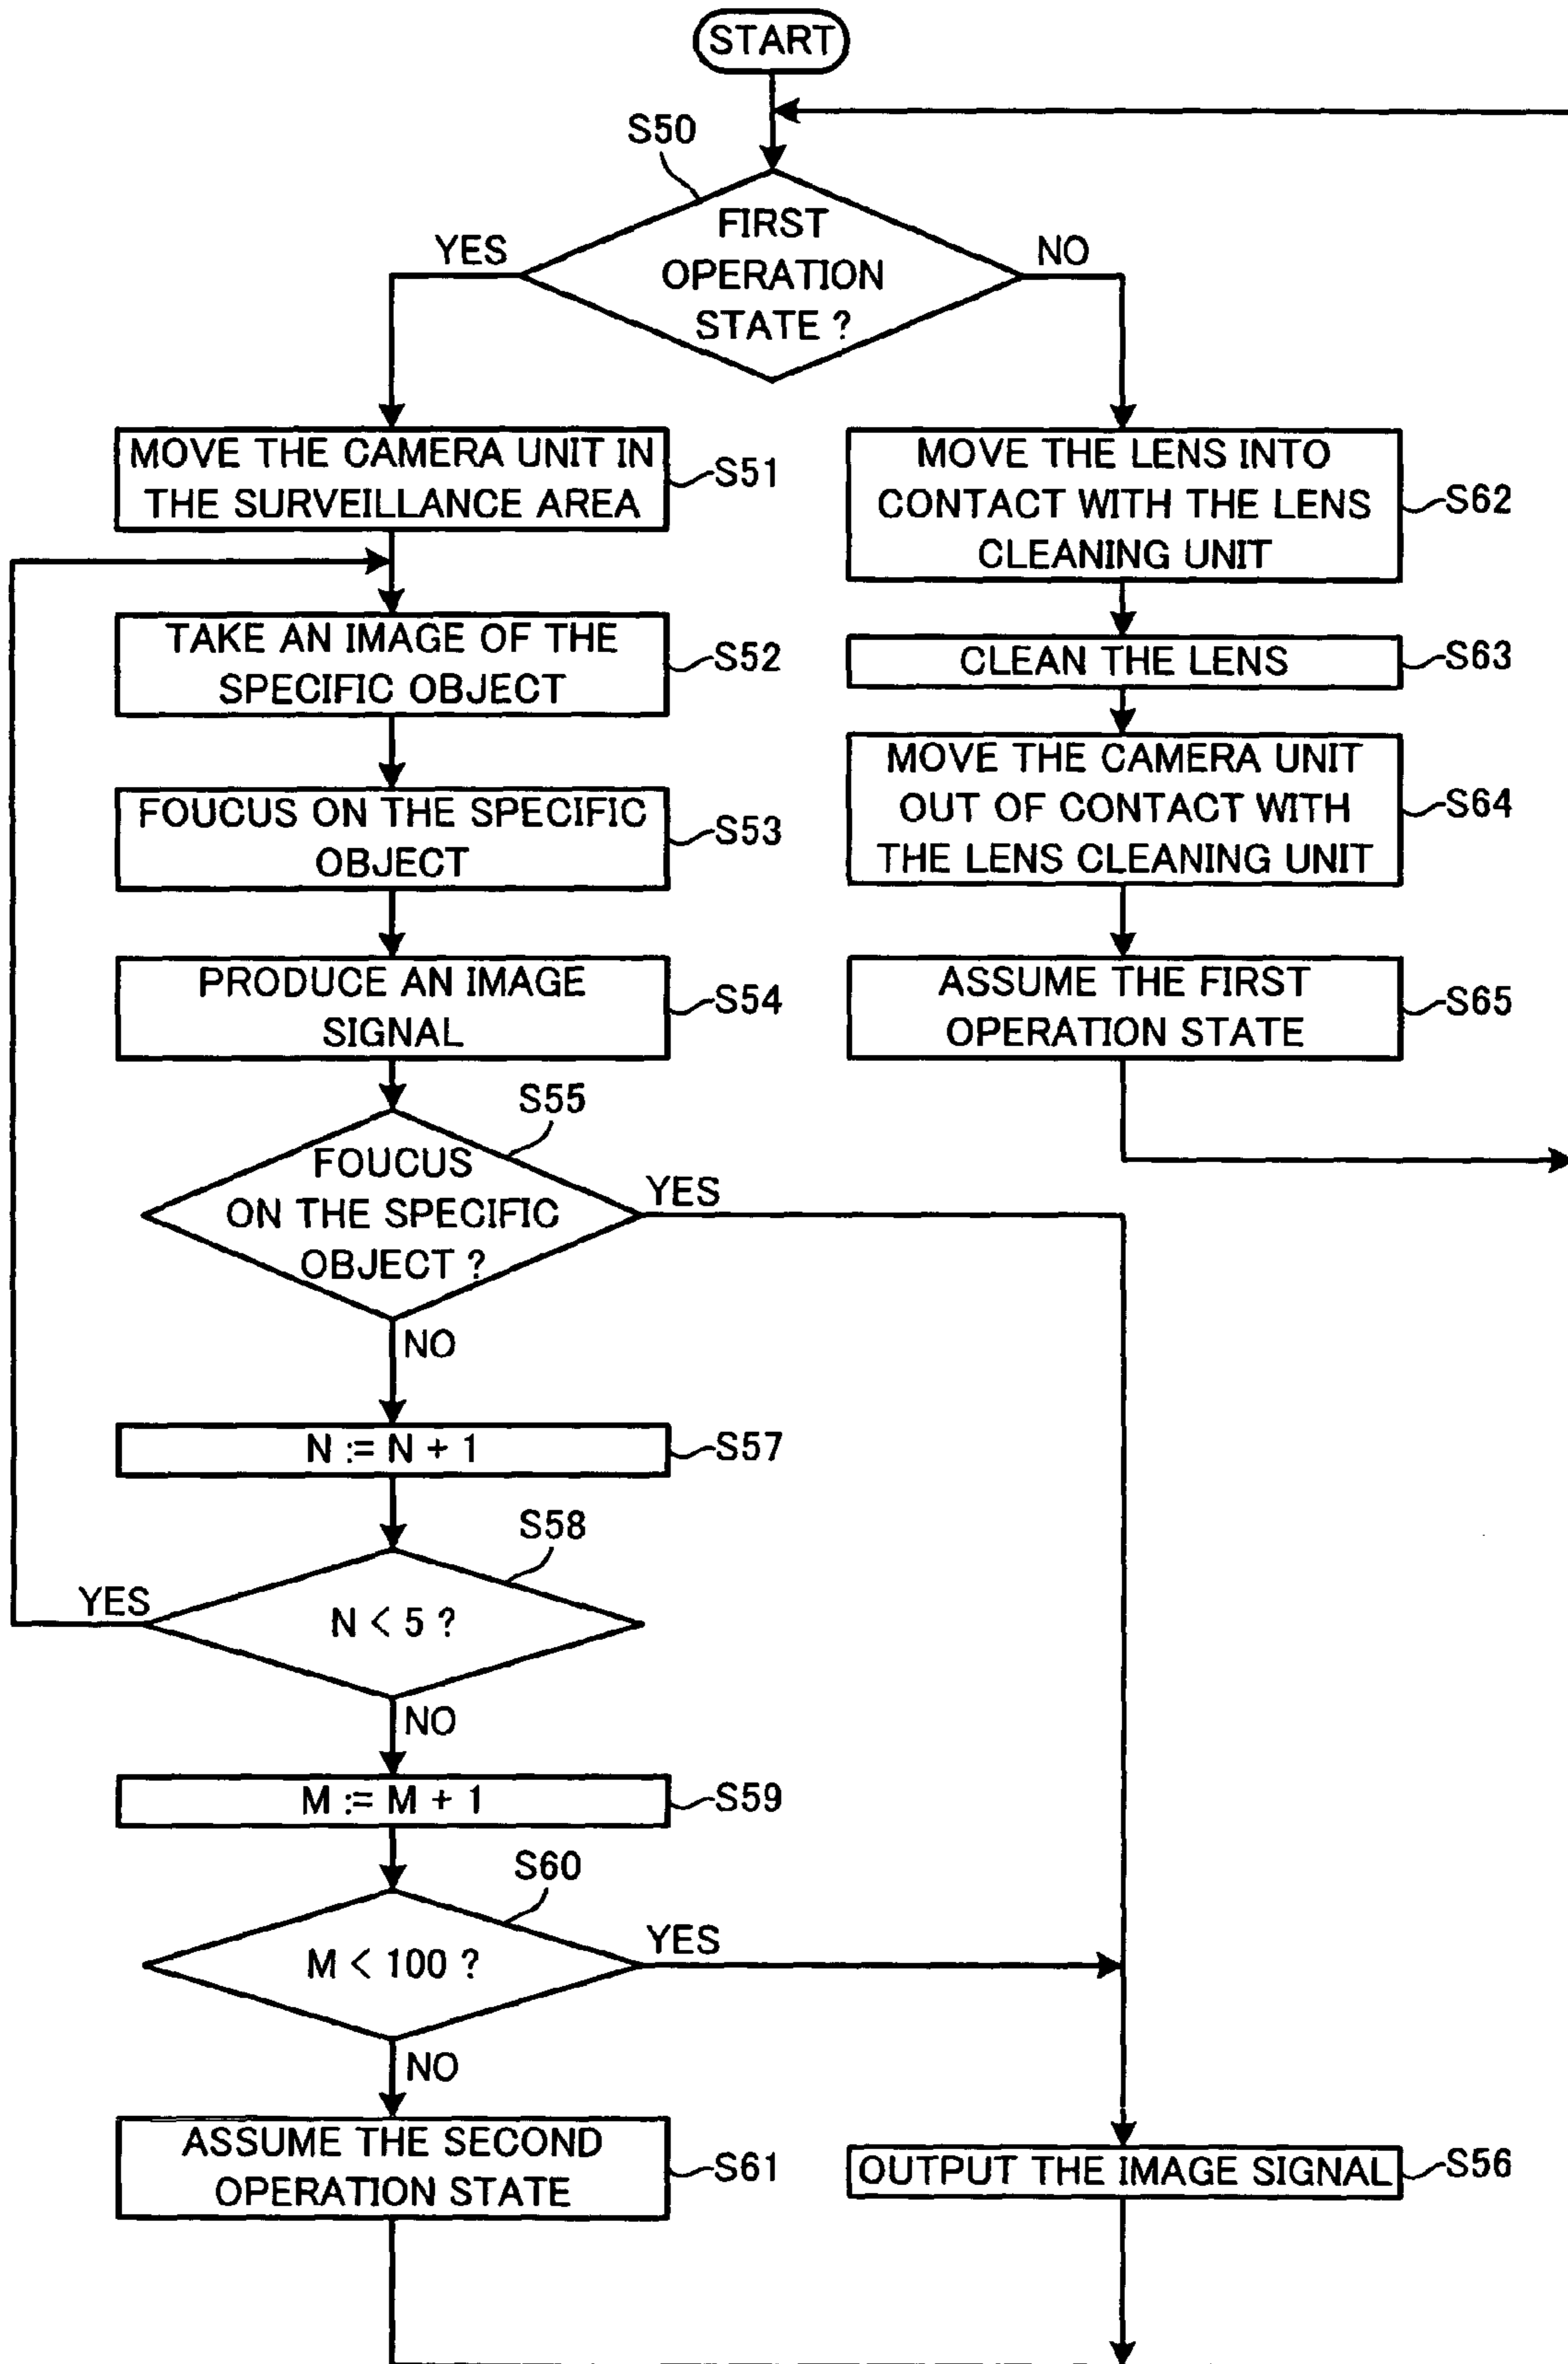 START
S50
FIRST
OPERATION
STATE ?
YES
NO
MOVE THE CAMERA UNIT IN
THE SURVEILLANCE AREA
S51
MOVE THE LENS INTO
CONTACT WITH THE LENS
CLEANING UNIT
S62
TAKE AN IMAGE OF THE
SPECIFIC OBJECT
S52
CLEAN THE LENS
S63
FOUCUS ON THE SPECIFIC
OBJECT
S53
MOVE THE CAMERA UNIT
OUT OF CONTACT WITH
THE LENS CLEANING UNIT
S64
PRODUCE AN IMAGE
SIGNAL
S54
ASSUME THE FIRST
OPERATION STATE
S65
S55
FOUCUS
ON THE SPECIFIC
OBJECT ?
YES
NO
N := N + 1
S57
S58
N < 5 ?
YES
NO
M := M + 1
S59
S60
M < 100 ?
YES
NO
ASSUME THE SECOND
OPERATION STATE
S61
OUTPUT THE IMAGE SIGNAL
S56